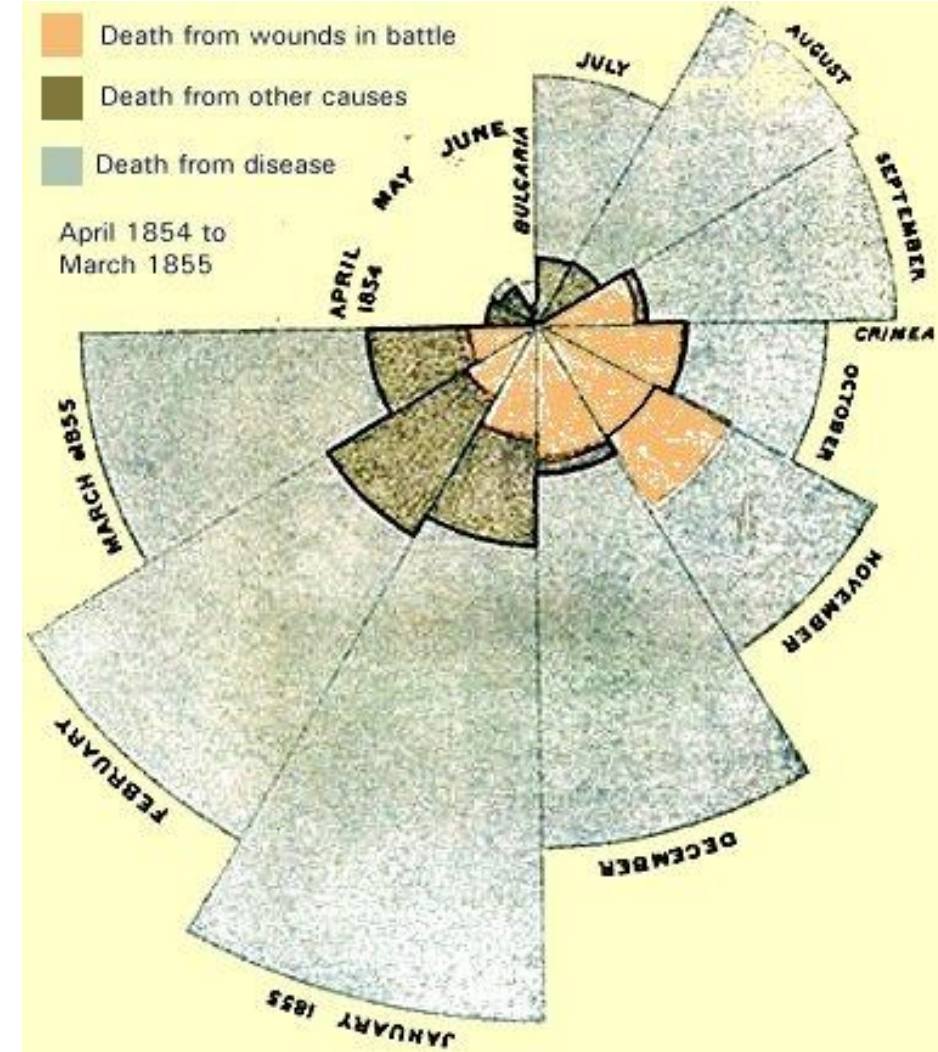 Death from wounds in battle
Death from other causes
Death from disease
April 1854 to
March 1855
APRIL
1854
MAY
JUNE
BULGARIA
JULY
AUGUST
SEPTEMBER
CRIMEA
OCTOBER
NOVEMBER
DECEMBER
JANUARY 1855
FEBRUARY
MARCH 1855